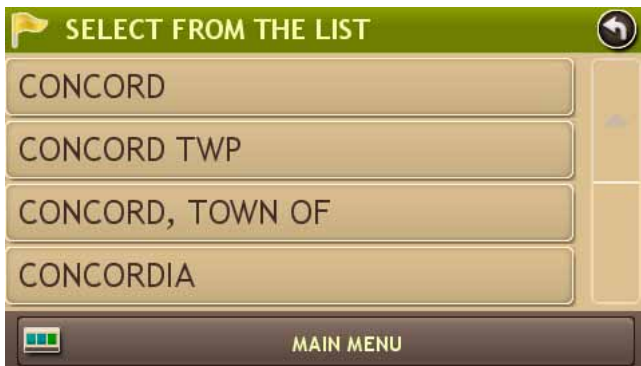 SELECT FROM THE LIST
CONCORD
CONCORD TWP
CONCORD, TOWN OF
CONCORDIA
MAIN MENU